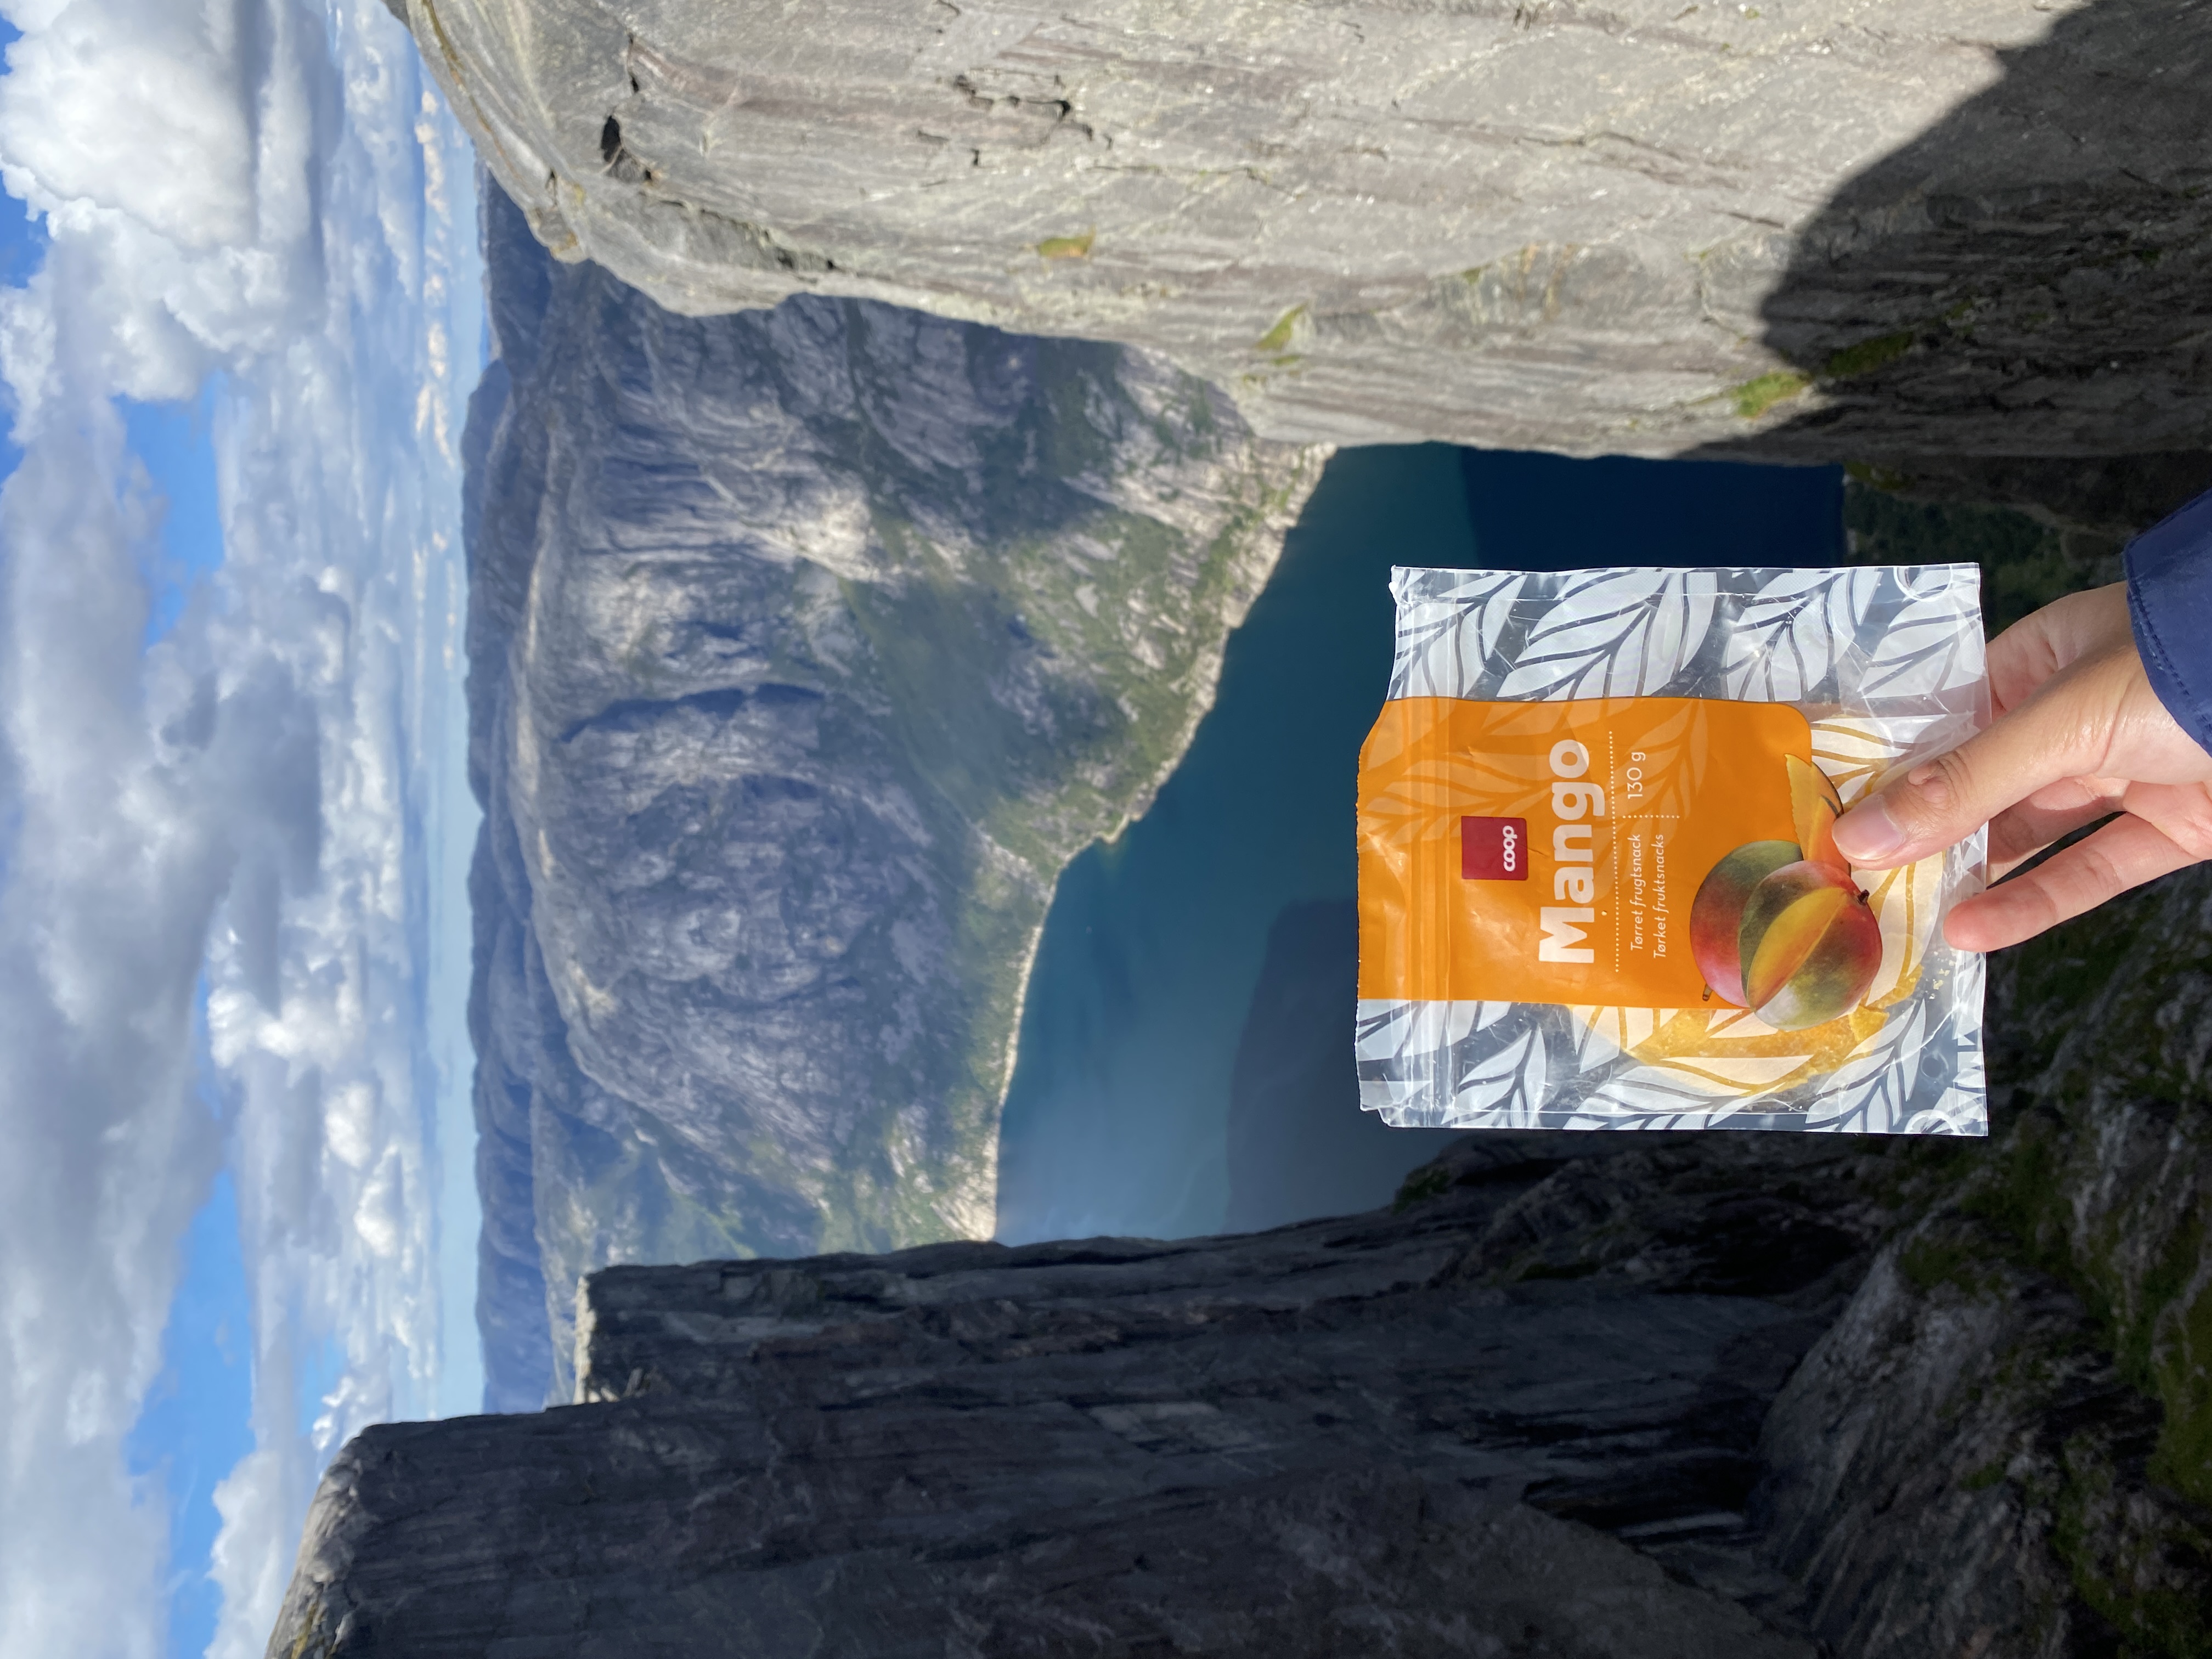 coop
Mango
Tørret frugtsnack
Tørket fruktsnacks
130 g